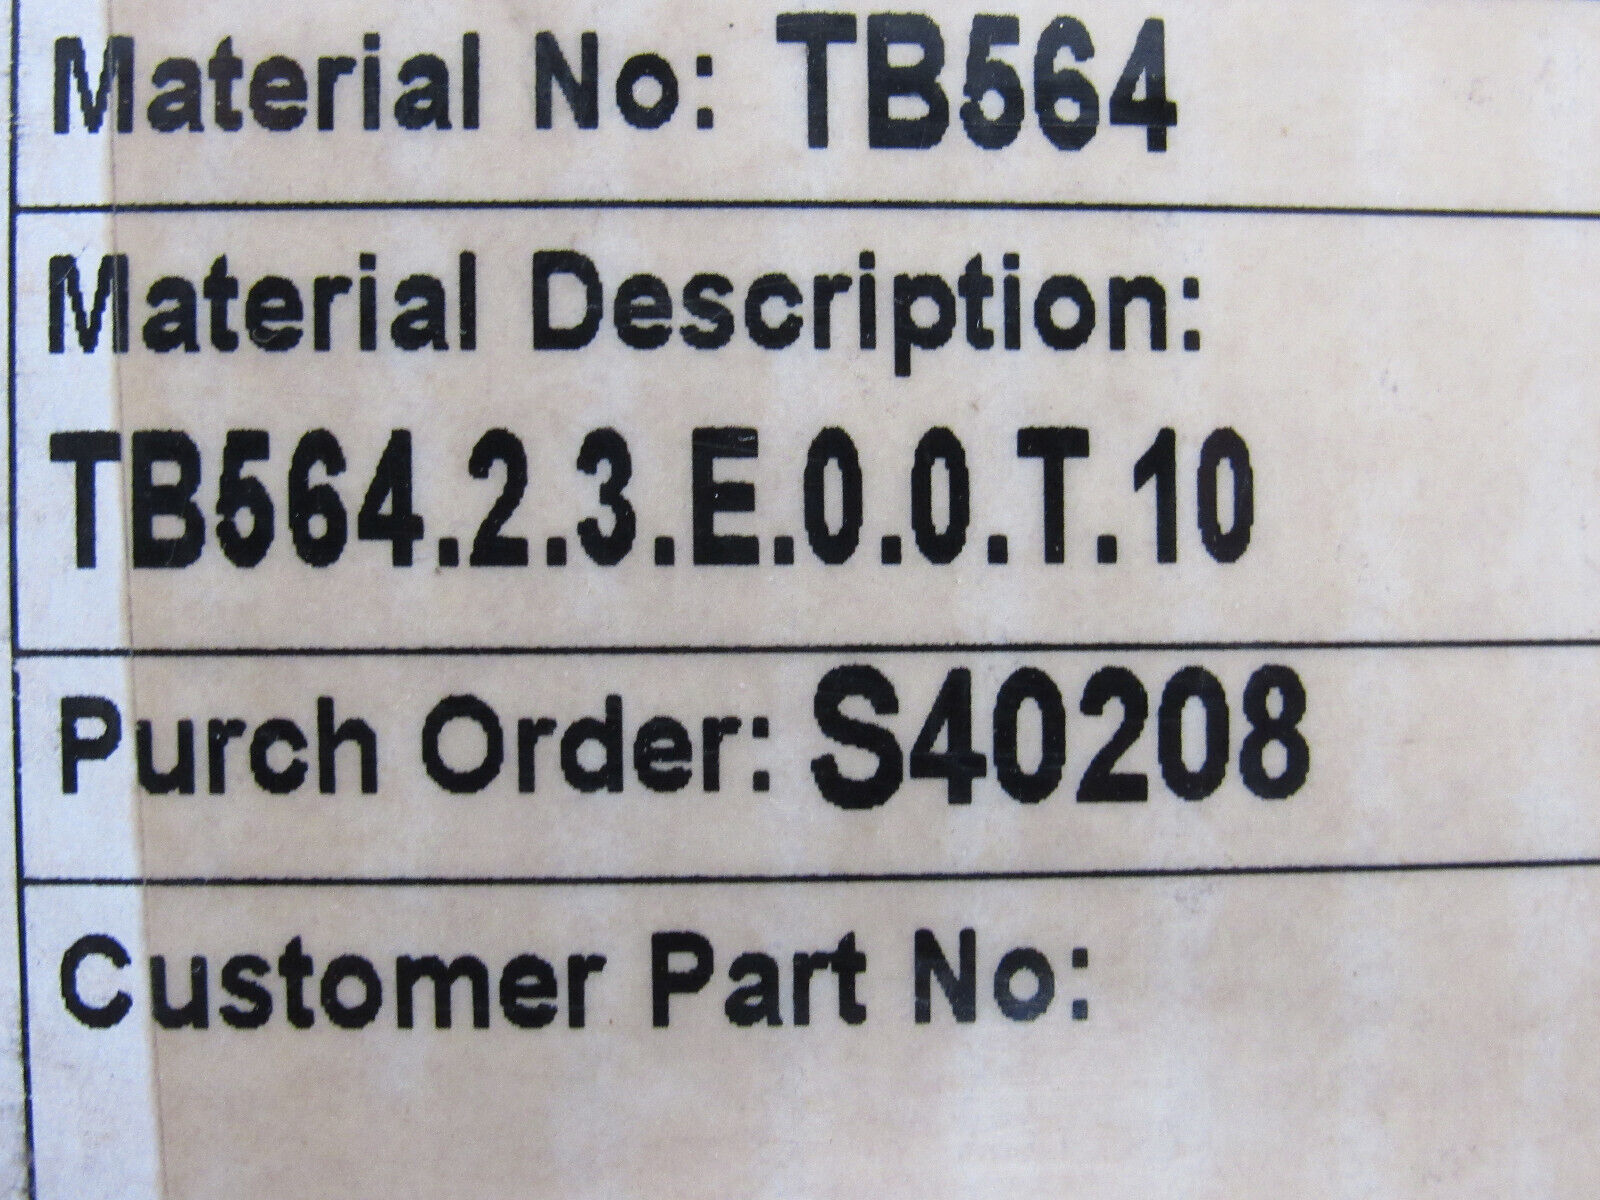 Material No: TB564
Material Description:
TB564.2.3.E.0.0.T.10
Purch Order: S40208
Customer Part No: